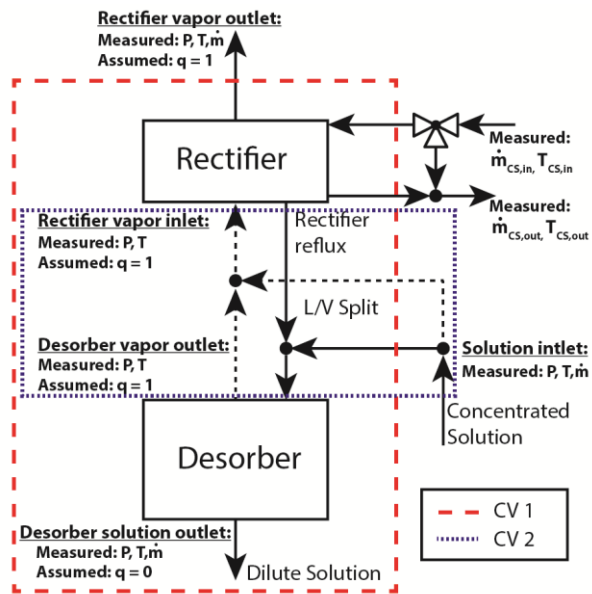 Rectifier vapor outlet:
Measured: P, T,ṁ
Assumed: q = 1
Rectifier
Measured:
ṁCS,in, TCS,in
Measured:
ṁCS,out, TCS,out
Rectifier vapor inlet:
Measured: P, T
Assumed: q = 1
Rectifier
reflux
L/V Split
Desorber vapor outlet:
Measured: P, T
Assumed: q = 1
Solution intlet:
Measured: P, T,ṁ
Concentrated
Solution
Desorber
CV 1
CV 2
Desorber solution outlet:
Measured: P, T,ṁ
Assumed: q = 0
Dilute Solution